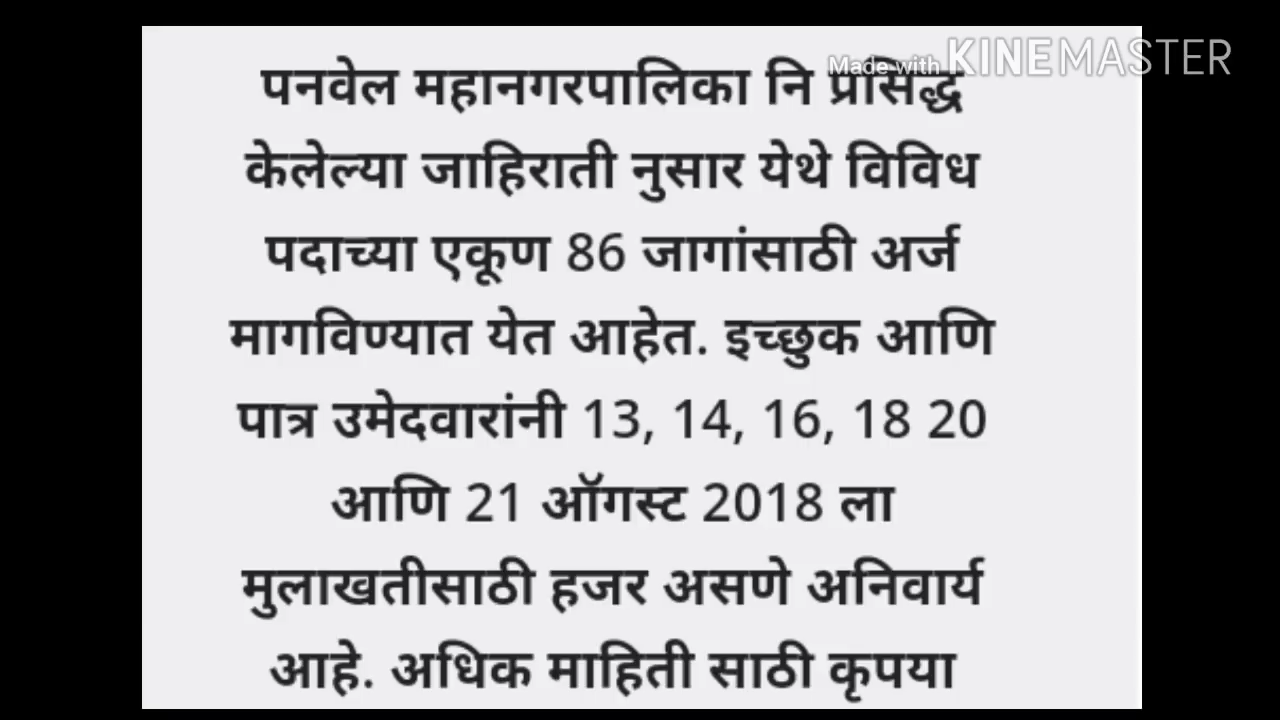 Made with KINEMASTER
पनवेल महानगरपालिका नि प्रसिद्ध
केलेल्या जाहिराती नुसार येथे विविध
पदाच्या एकूण 86 जागांसाठी अर्ज
मागविण्यात येत आहेत. इच्छुक आणि
पात्र उमेदवारांनी 13, 14, 16, 18 20
आणि 21 ऑगस्ट 2018 ला
मुलाखतीसाठी हजर असणे अनिवार्य
आहे. अधिक माहिती साठी कृपया